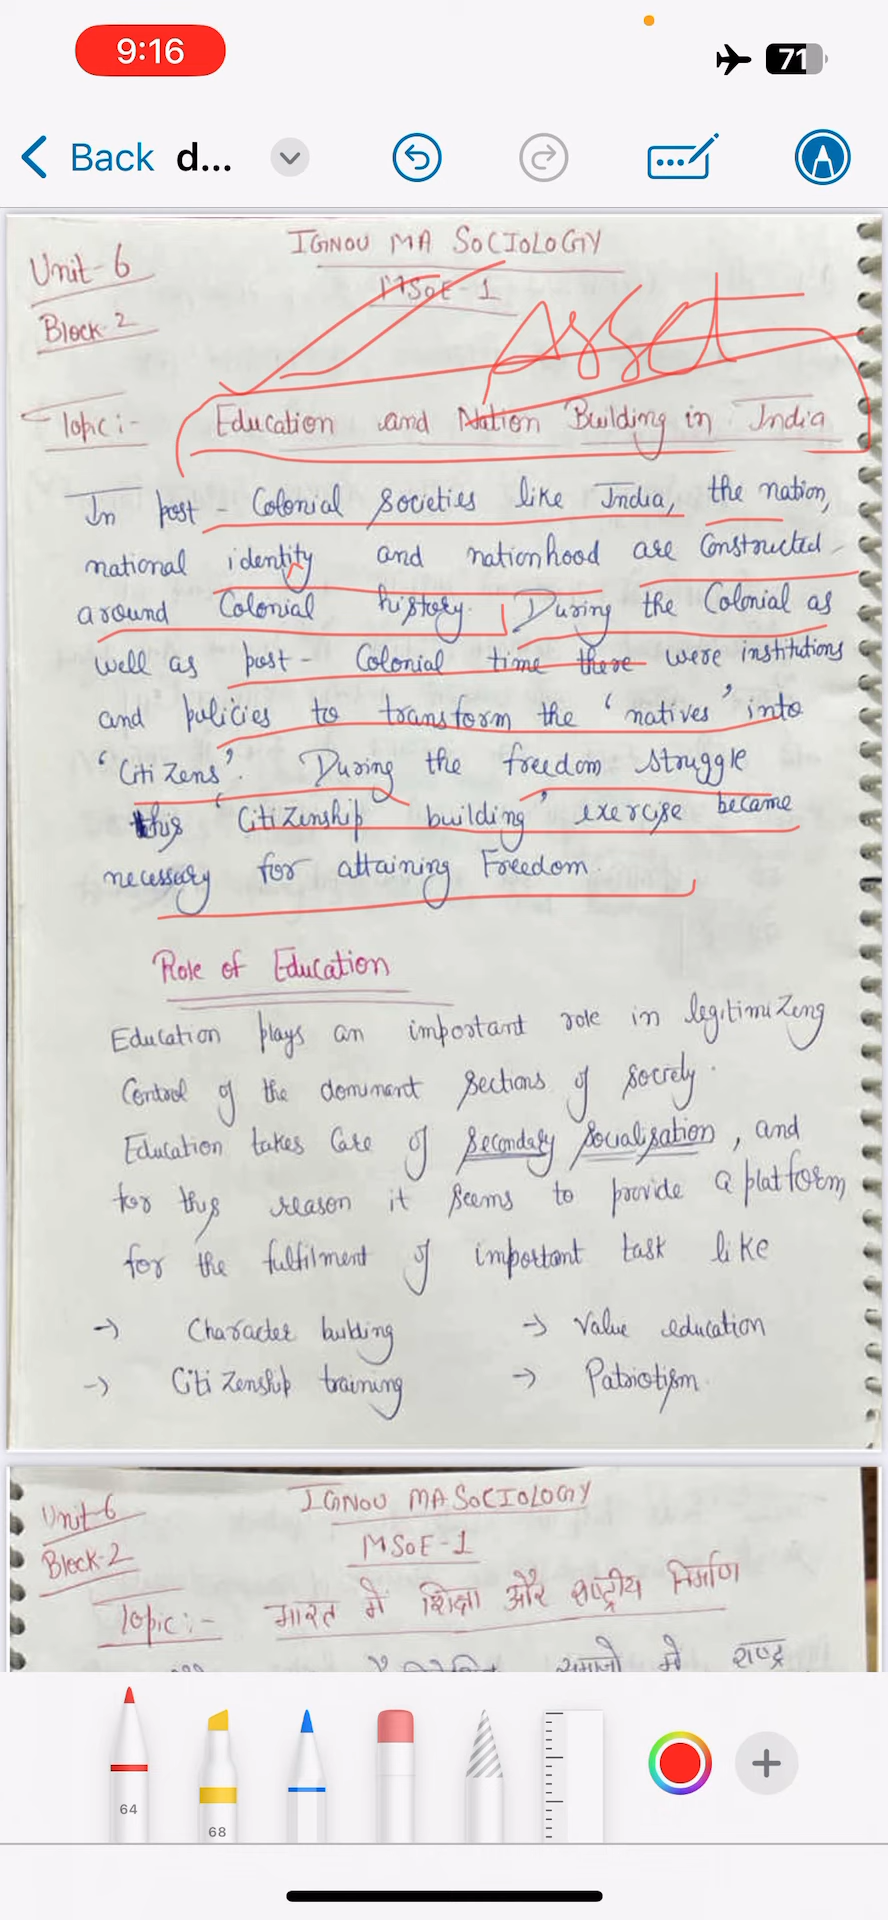 9:16
71
Back d...
IGNOU MA SOCIOLOGY
Unit-6
MSOE-1
Block-2
Asset
Topic:- Education and Nation Building in India
In post-Colonial societies like India, the nation,
national identity and nationhood are Constructed
around Colonial history. During the Colonial as
well as post-Colonial time there were institutions
and policies to transform the 'natives' into
'Citizens'. During the freedom struggle
this 'Citizenship building' exercise became
necessary for attaining Freedom.
Role of Education
Education plays an important role in legitimizing
Control of the dominant sections of society.
Education takes Care of Secondary Socialisation, and
for this reason it seems to provide a platform
for the fulfilment of important task like
→ Character building → Value education
→ Citizenship training → Patriotism.
IGNOU MA SOCIOLOGY
Unit-6
MSOE-1
Block-2
Topic:- भारत में शिक्षा और राष्ट्रीय निर्माण
समाजो में राष्ट्र
64
68